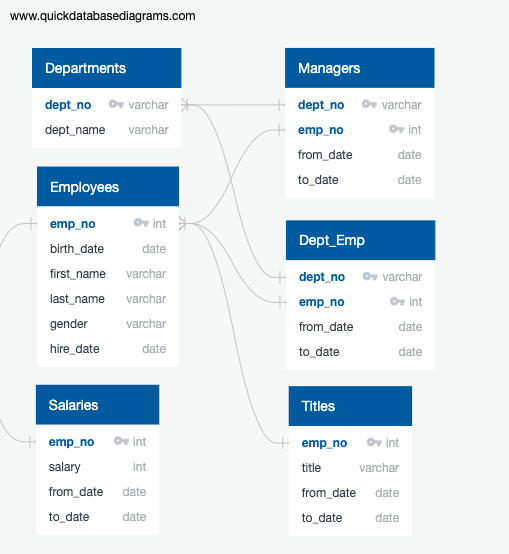 www.quickdatabasediagrams.com
Departments
dept_no varchar
dept_name varchar
Managers
dept_no varchar
emp_no int
from_date date
to_date date
Employees
emp_no int
birth_date date
first_name varchar
last_name varchar
gender varchar
hire_date date
Dept_Emp
dept_no varchar
emp_no int
from_date date
to_date date
Salaries
emp_no int
salary int
from_date date
to_date date
Titles
emp_no int
title varchar
from_date date
to_date date